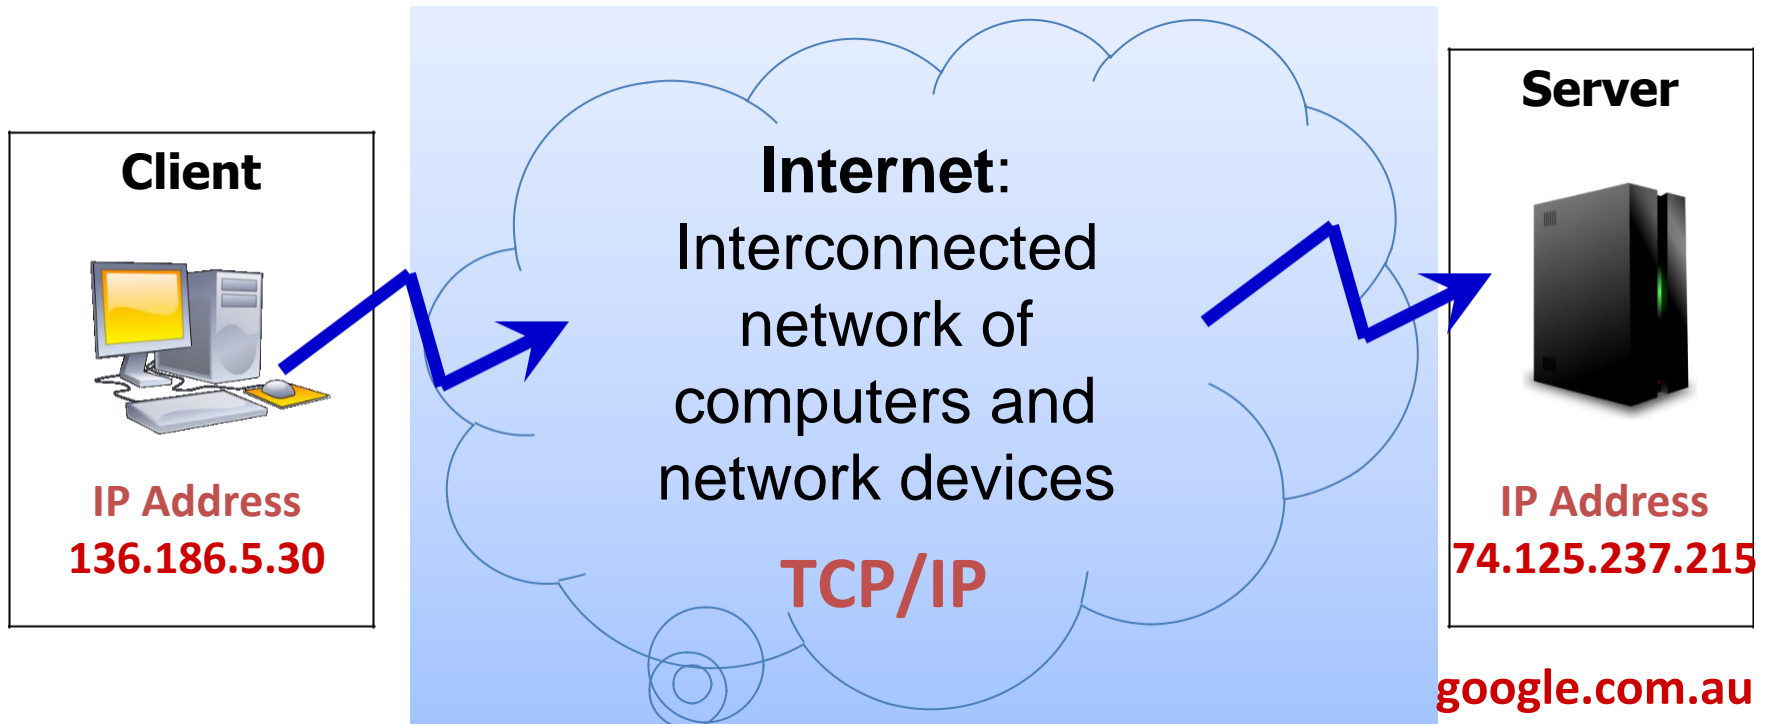 Client
IP Address
136.186.5.30
Internet:
Interconnected
network of
computers and
network devices
TCP/IP
Server
IP Address
74.125.237.215
google.com.au